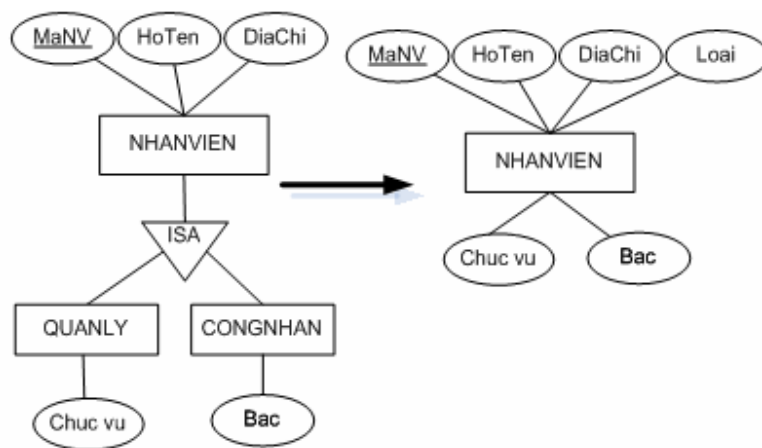 MaNV HoTen DiaChi
NHANVIEN
ISA
QUANLY CONGNHAN
Chuc vu Bac
MaNV HoTen DiaChi Loai
NHANVIEN
Chuc vu Bac